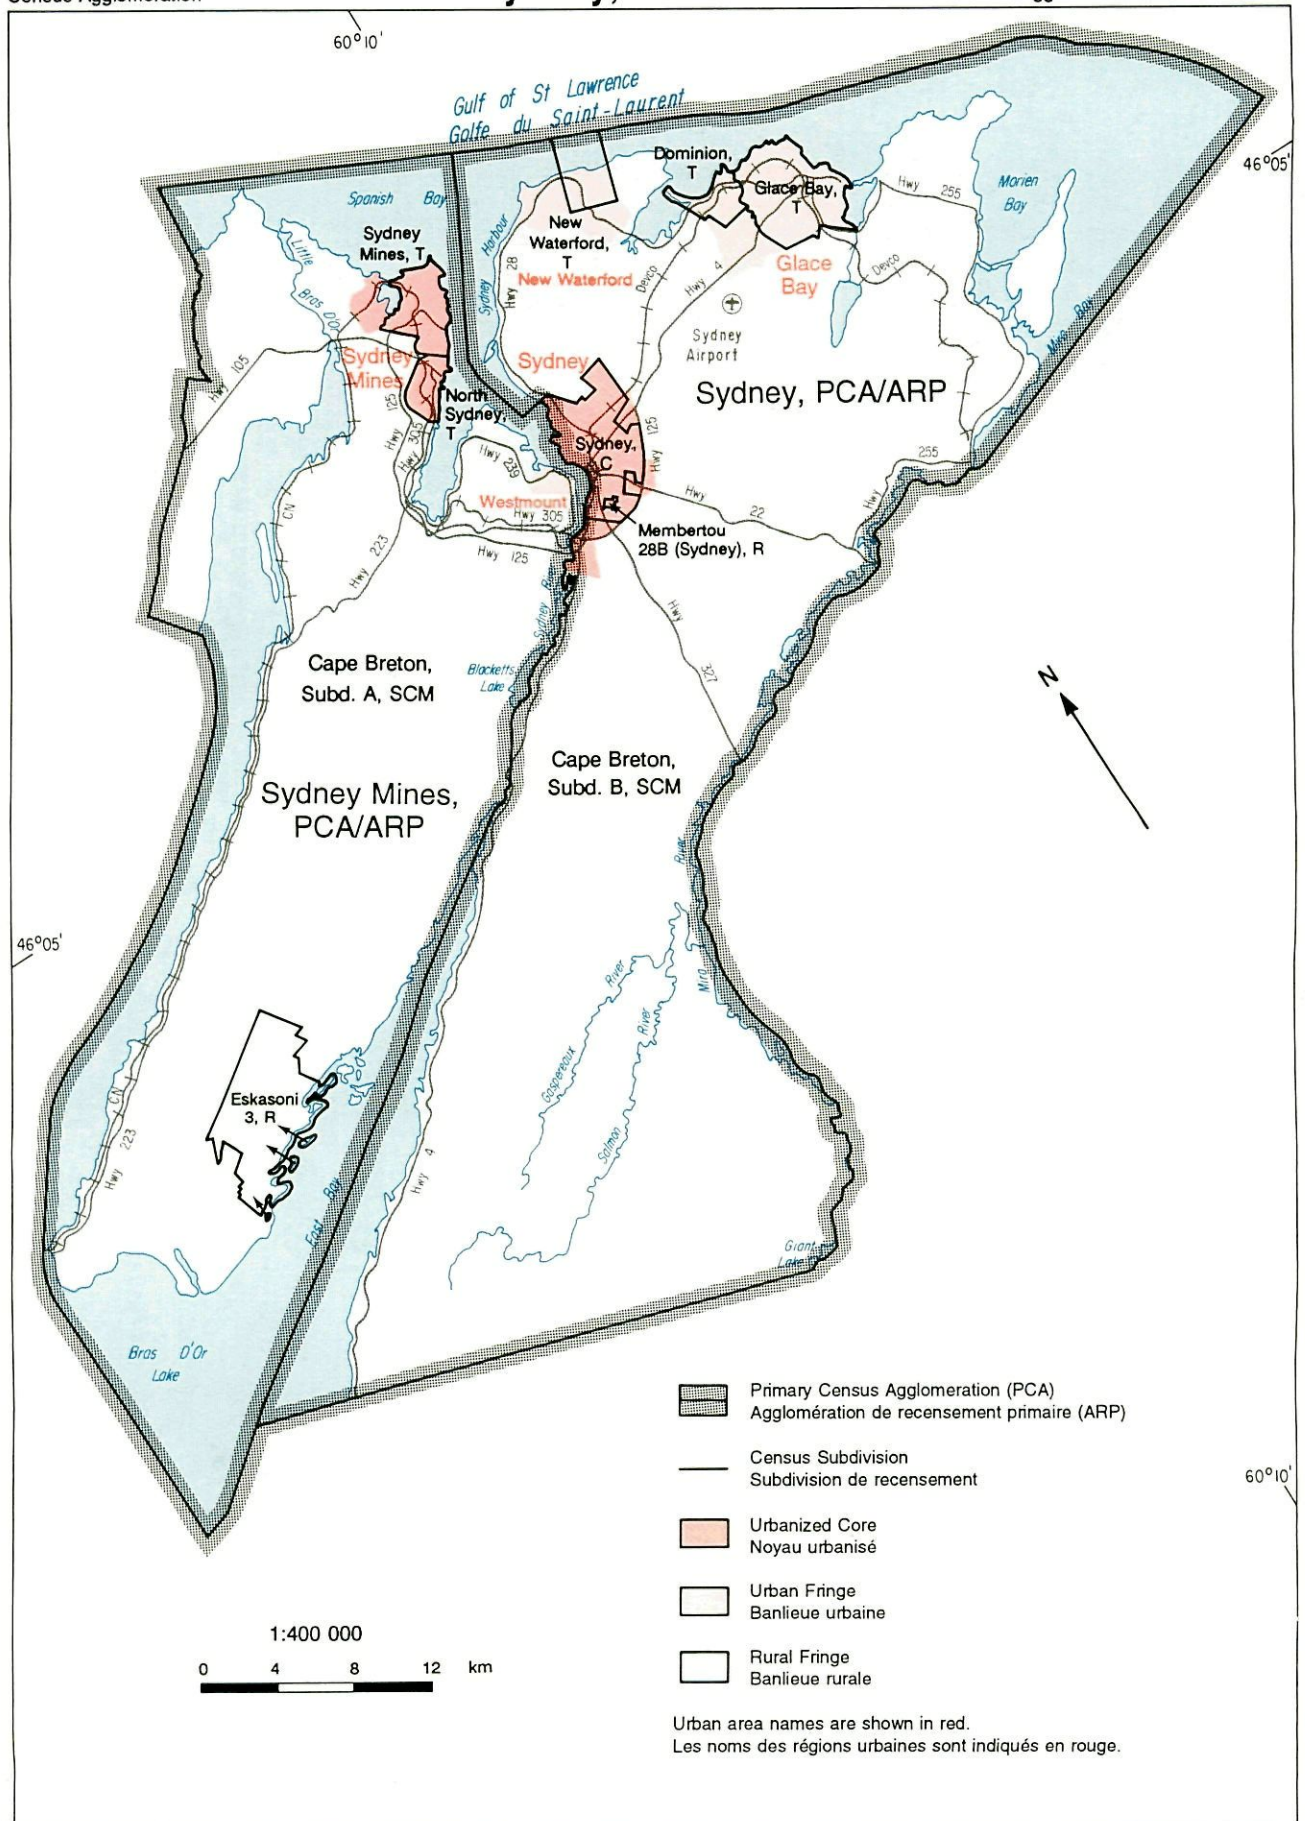 60°10'
Gulf of St Lawrence
Golfe du Saint-Laurent
46°05'
Spanish Bay
Dominion,
T
Glace Bay,
T
Hwy 255
Morien
Bay
Sydney
Mines, T
Little
Bras D'Or
Sydney Harbour
Hwy 28
New
Waterford,
T
New Waterford
Devco
Hwy 4
Glace
Bay
Devco
Sydney
Airport
Mira Bay
Hwy 105
Sydney
Mines
Sydney
Sydney, PCA/ARP
125
Hwy
305
Hwy
North
Sydney,
T
Sydney,
C
Hwy 125
Hwy 239
255
Hwy
Westmount
Hwy 305
Hwy 22
Membertou
28B (Sydney), R
Hwy 125
CN
Hwy 223
Sydney River
Hwy 327
Cape Breton,
Subd. A, SCM
Blacketts
Lake
N
Cape Breton,
Subd. B, SCM
Sydney Mines,
PCA/ARP
River
Mira
46°05'
Gaspereaux River
Salmon River
Eskasoni
3, R
CN
Hwy 223
Hwy 4
East Bay
Giant
Lake
Bras D'Or
Lake
Primary Census Agglomeration (PCA)
Agglomération de recensement primaire (ARP)
Census Subdivision
Subdivision de recensement
60°10'
Urbanized Core
Noyau urbanisé
Urban Fringe
Banlieue urbaine
Rural Fringe
Banlieue rurale
1:400 000
0 4 8 12 km
Urban area names are shown in red.
Les noms des régions urbaines sont indiqués en rouge.